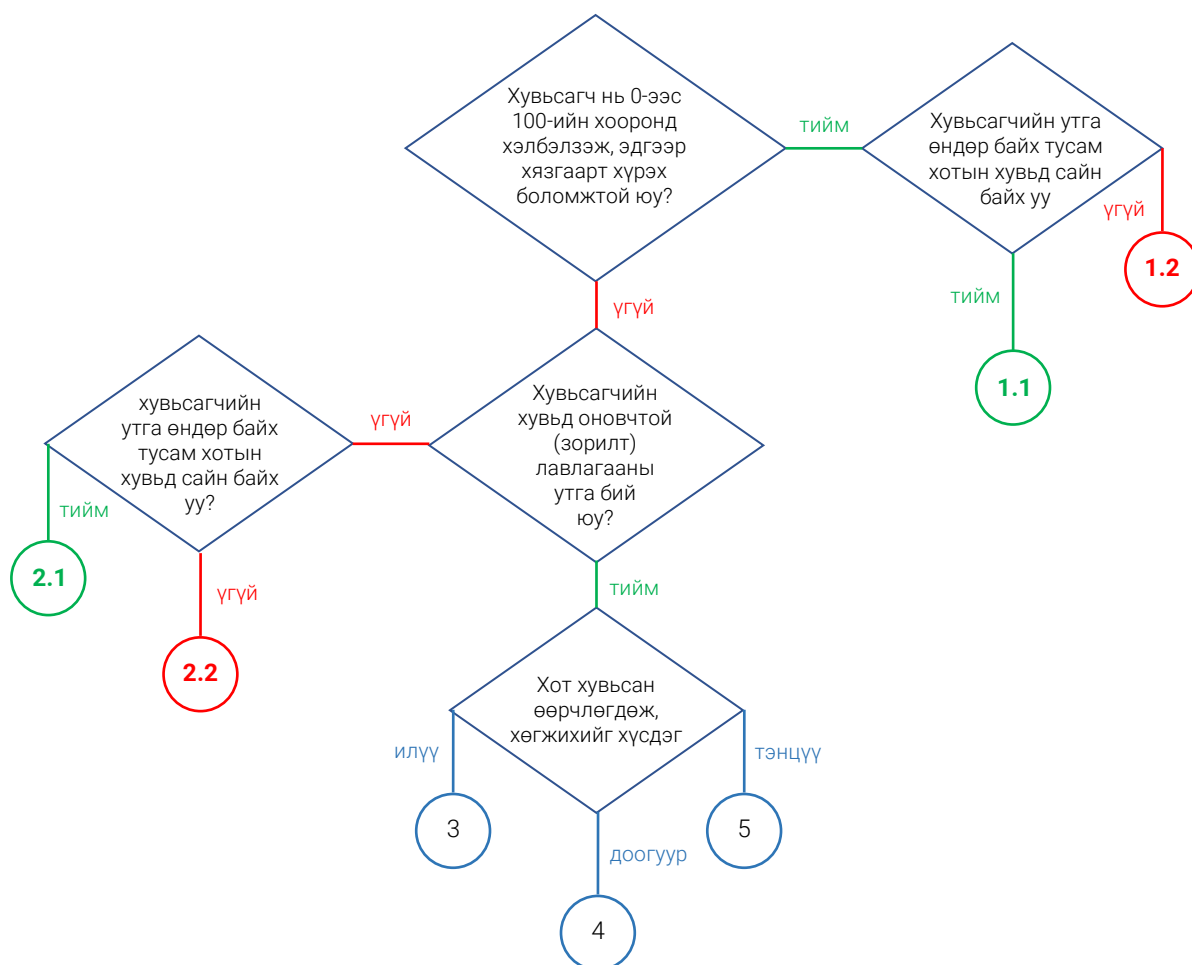 Хувьсагч нь 0-ээс
100-ийн хооронд
хэлбэлзэж, эдгээр
хязгаарт хүрэх
боломжтой юу?
тийм
Хувьсагчийн утга
өндөр байх тусам
хотын хувьд сайн
байх уу
үгүй
1.2
тийм
1.1
үгүй
Хувьсагчийн
хувьд оновчтой
(зорилт)
лавлагааны
утга бий
юу?
үгүй
хувьсагчийн
утга өндөр байх
тусам хотын
хувьд сайн байх
уу?
тийм
2.1
үгүй
2.2
тийм
Хот хувьсан
өөрчлөгдөж,
хөгжихийг хүсдэг
илүү
3
доогуур
4
тэнцүү
5